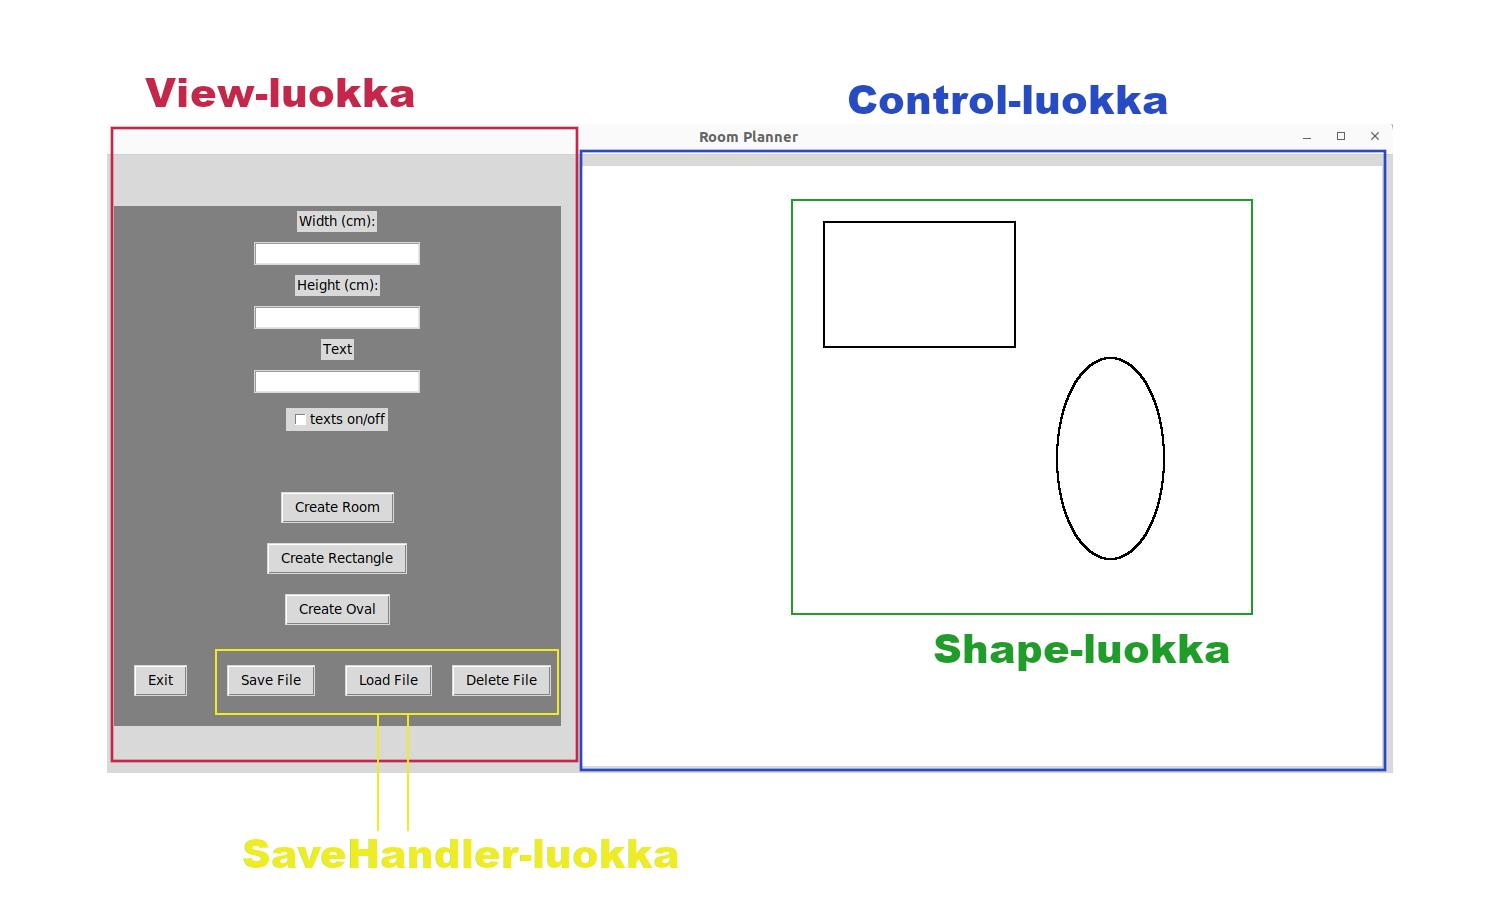 View-luokka
Control-luokka
Room Planner
Width (cm):
Height (cm):
Text
texts on/off
Create Room
Create Rectangle
Create Oval
Shape-luokka
Exit
Save File
Load File
Delete File
SaveHandler-luokka